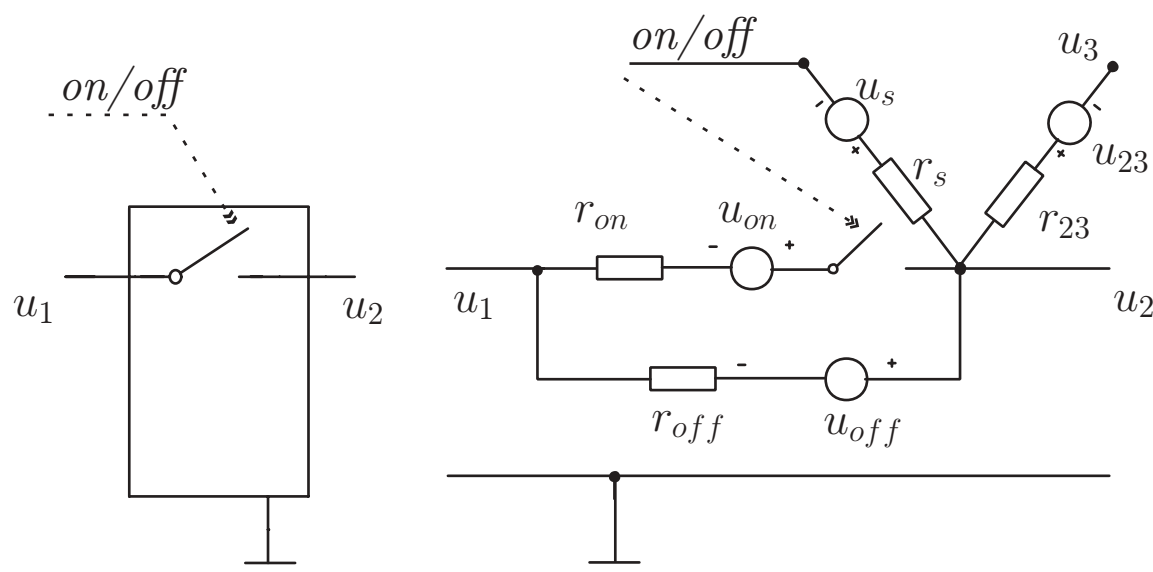 on/off
u1
u2
on/off
us
u3
- + - +
rs
u23
r23
ron
uon
- +
u1
u2
- +
roff
uoff